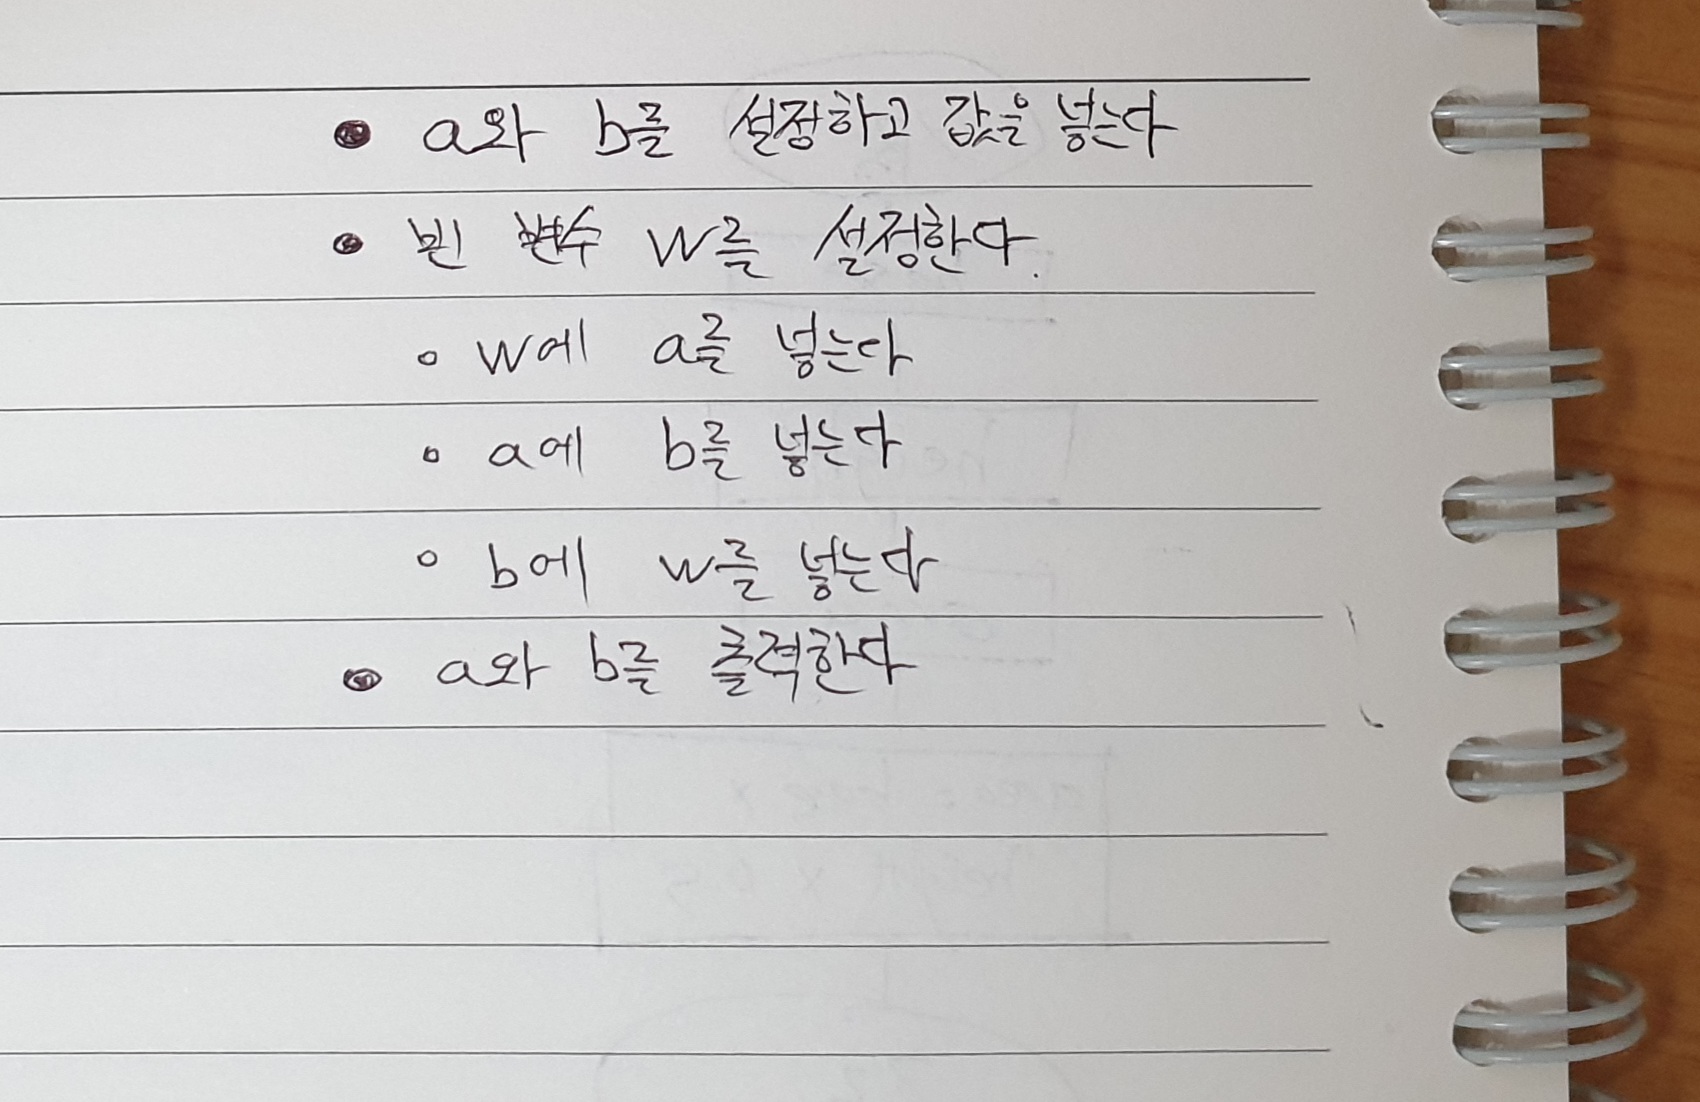 ● a와 b를 설정하고 값을 넣는다
● 빈 변수 w를 설정한다.
○ w에 a를 넣는다
○ a에 b를 넣는다
○ b에 w를 넣는다
● a와 b를 출력한다